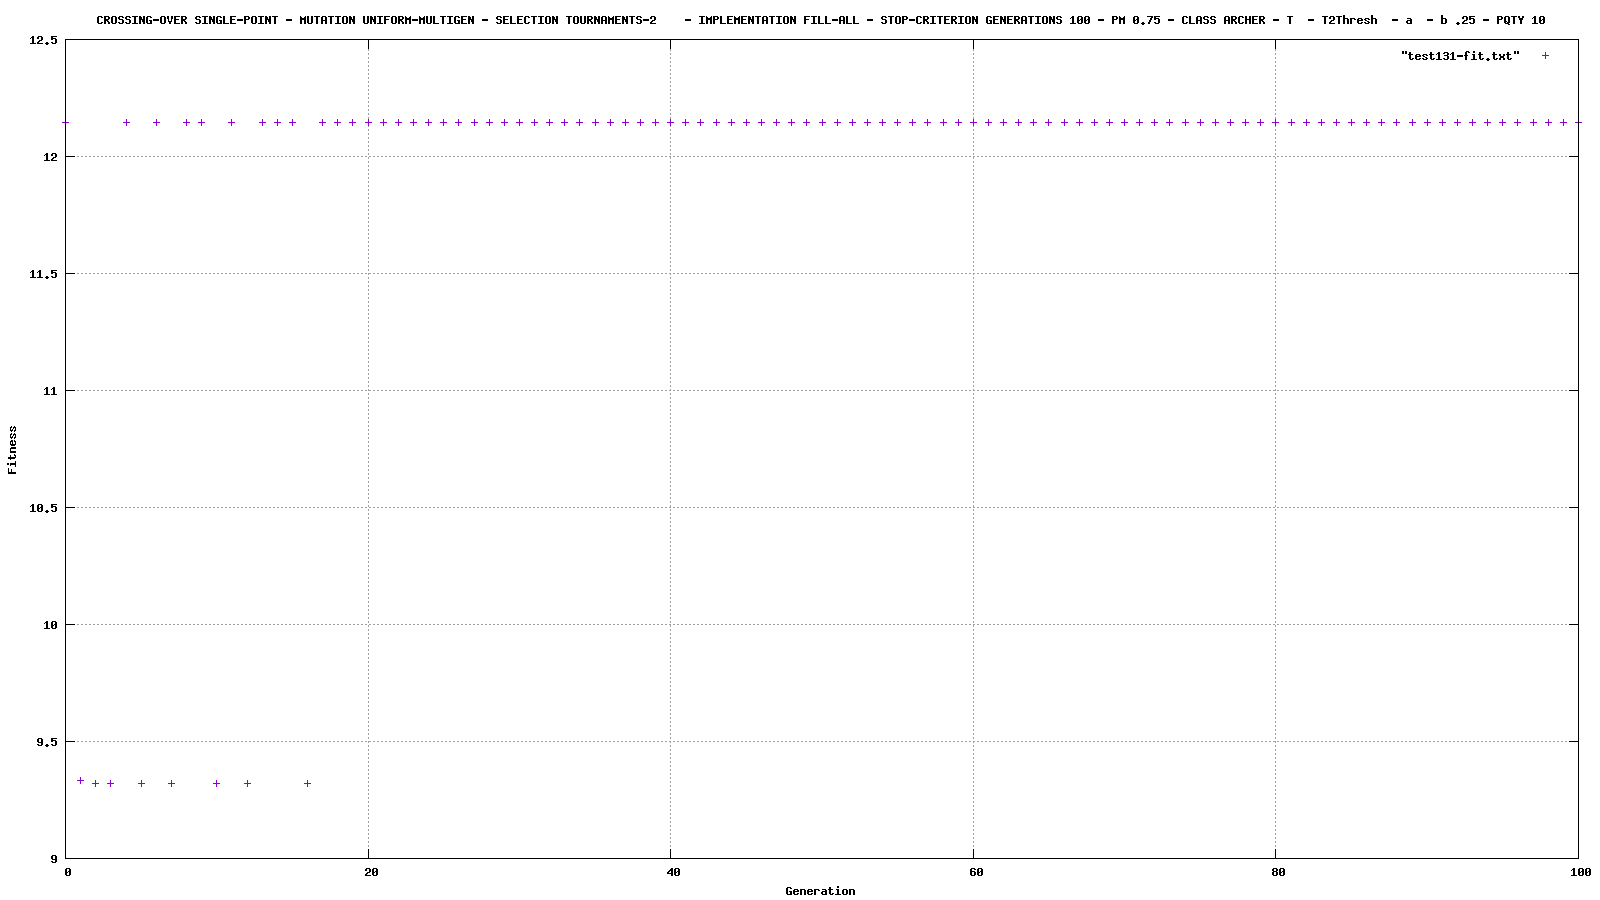 CROSSING-OVER SINGLE-POINT - MUTATION UNIFORM-MULTIGEN - SELECTION TOURNAMENTS-2    - IMPLEMENTATION FILL-ALL - STOP-CRITERION GENERATIONS 100 - PM 0.75 - CLASS ARCHER - T  - T2Thresh  - a  - b .25 - PQTY 10
12.5
"test131-fit.txt"
12
11.5
11
Fitness
10.5
10
9.5
9
0 20 40 60 80 100
Generation